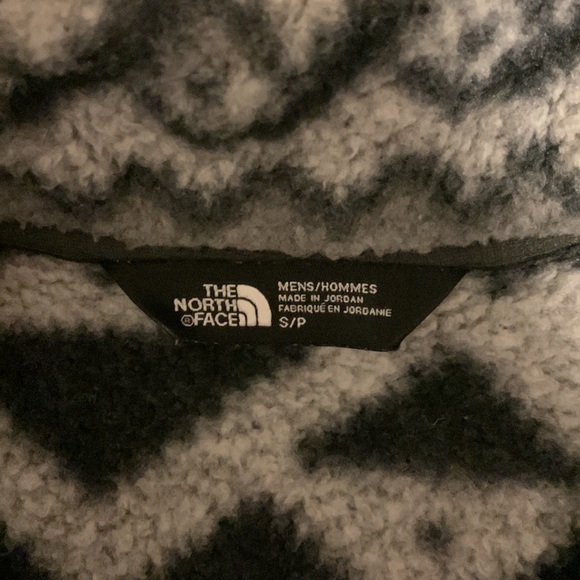 THE
NORTH
®FACE
MENS/HOMMES
MADE IN JORDAN
FABRIQUÉ EN JORDANIE
S/P